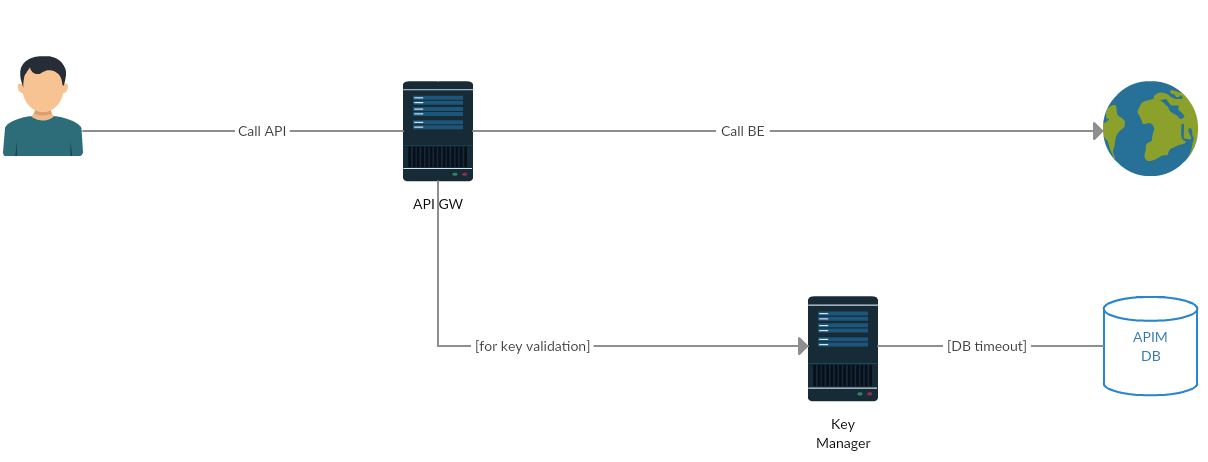 Call API
Call BE
API GW
[for key validation]
[DB timeout]
APIM
DB
Key
Manager